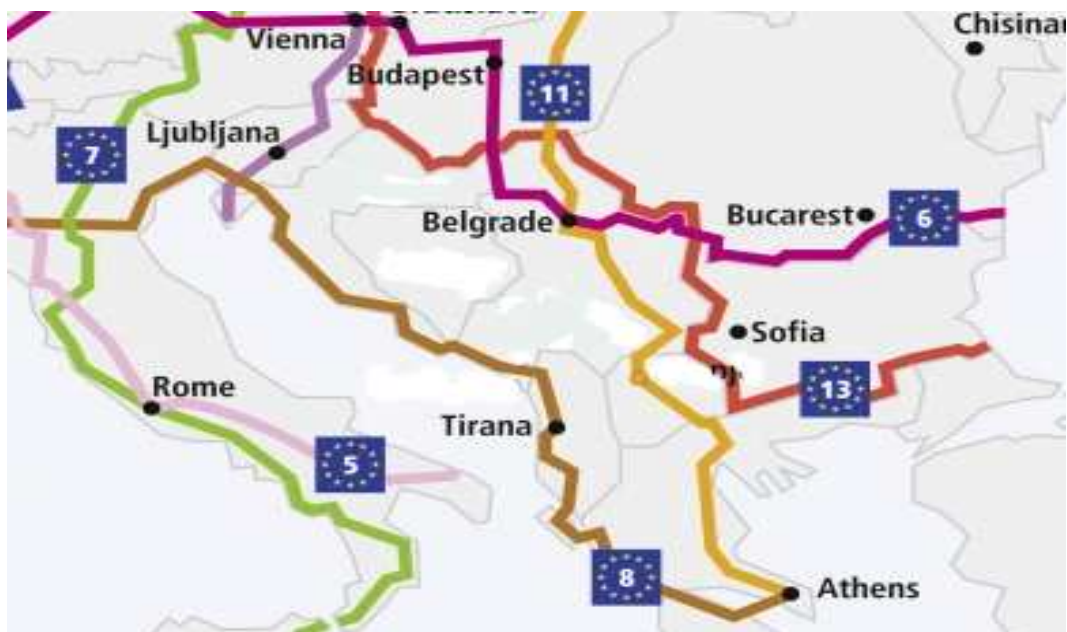 Chisinau
Vienna
Budapest
11
Ljubljana
7
Belgrade
Bucarest
6
Sofia
Rome
13
Tirana
5
8
Athens